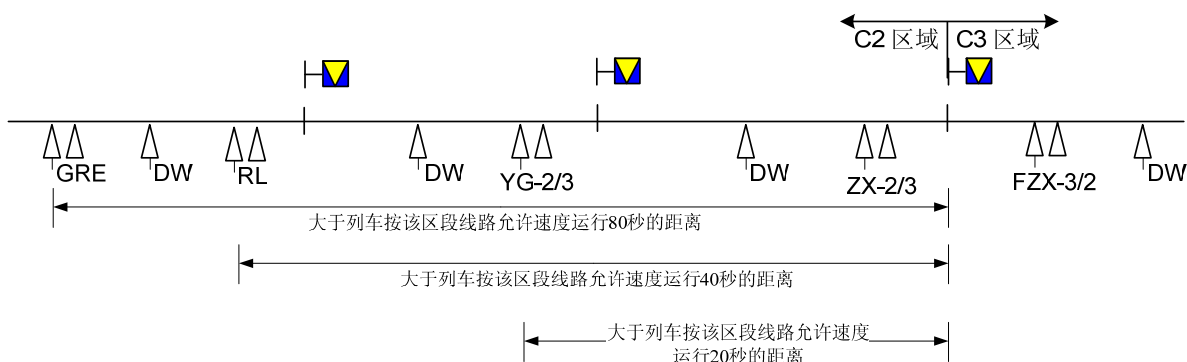 C2 区域 C3 区域
GRE DW RL DW YG-2/3 DW ZX-2/3 FZX-3/2 DW
大于列车按该区段线路允许速度运行80秒的距离
大于列车按该区段线路允许速度运行40秒的距离
大于列车按该区段线路允许速度
运行20秒的距离